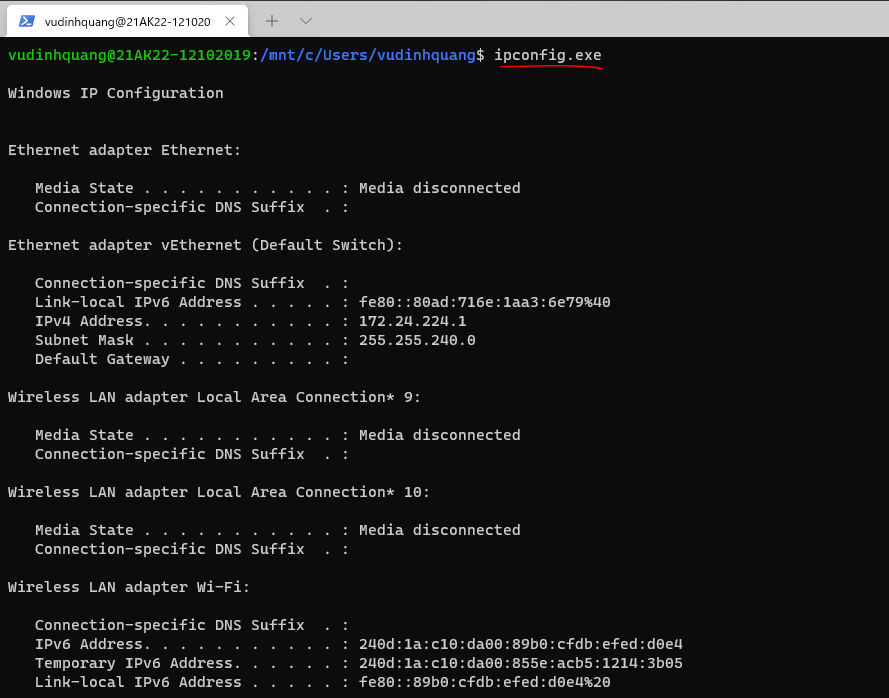 vudinhquang@21AK22-121020
vudinhquang@21AK22-12102019:/mnt/c/Users/vudinhquang$ ipconfig.exe
Windows IP Configuration
Ethernet adapter Ethernet:
Media State . . . . . . . . . . . : Media disconnected
Connection-specific DNS Suffix  . :
Ethernet adapter vEthernet (Default Switch):
Connection-specific DNS Suffix  . :
Link-local IPv6 Address . . . . . : fe80::80ad:716e:1aa3:6e79%40
IPv4 Address. . . . . . . . . . . : 172.24.224.1
Subnet Mask . . . . . . . . . . . : 255.255.240.0
Default Gateway . . . . . . . . . :
Wireless LAN adapter Local Area Connection* 9:
Media State . . . . . . . . . . . : Media disconnected
Connection-specific DNS Suffix  . :
Wireless LAN adapter Local Area Connection* 10:
Media State . . . . . . . . . . . : Media disconnected
Connection-specific DNS Suffix  . :
Wireless LAN adapter Wi-Fi:
Connection-specific DNS Suffix  . :
IPv6 Address. . . . . . . . . . . : 240d:1a:c10:da00:89b0:cfdb:efed:d0e4
Temporary IPv6 Address. . . . . . : 240d:1a:c10:da00:855e:acb5:1214:3b05
Link-local IPv6 Address . . . . . : fe80::89b0:cfdb:efed:d0e4%20